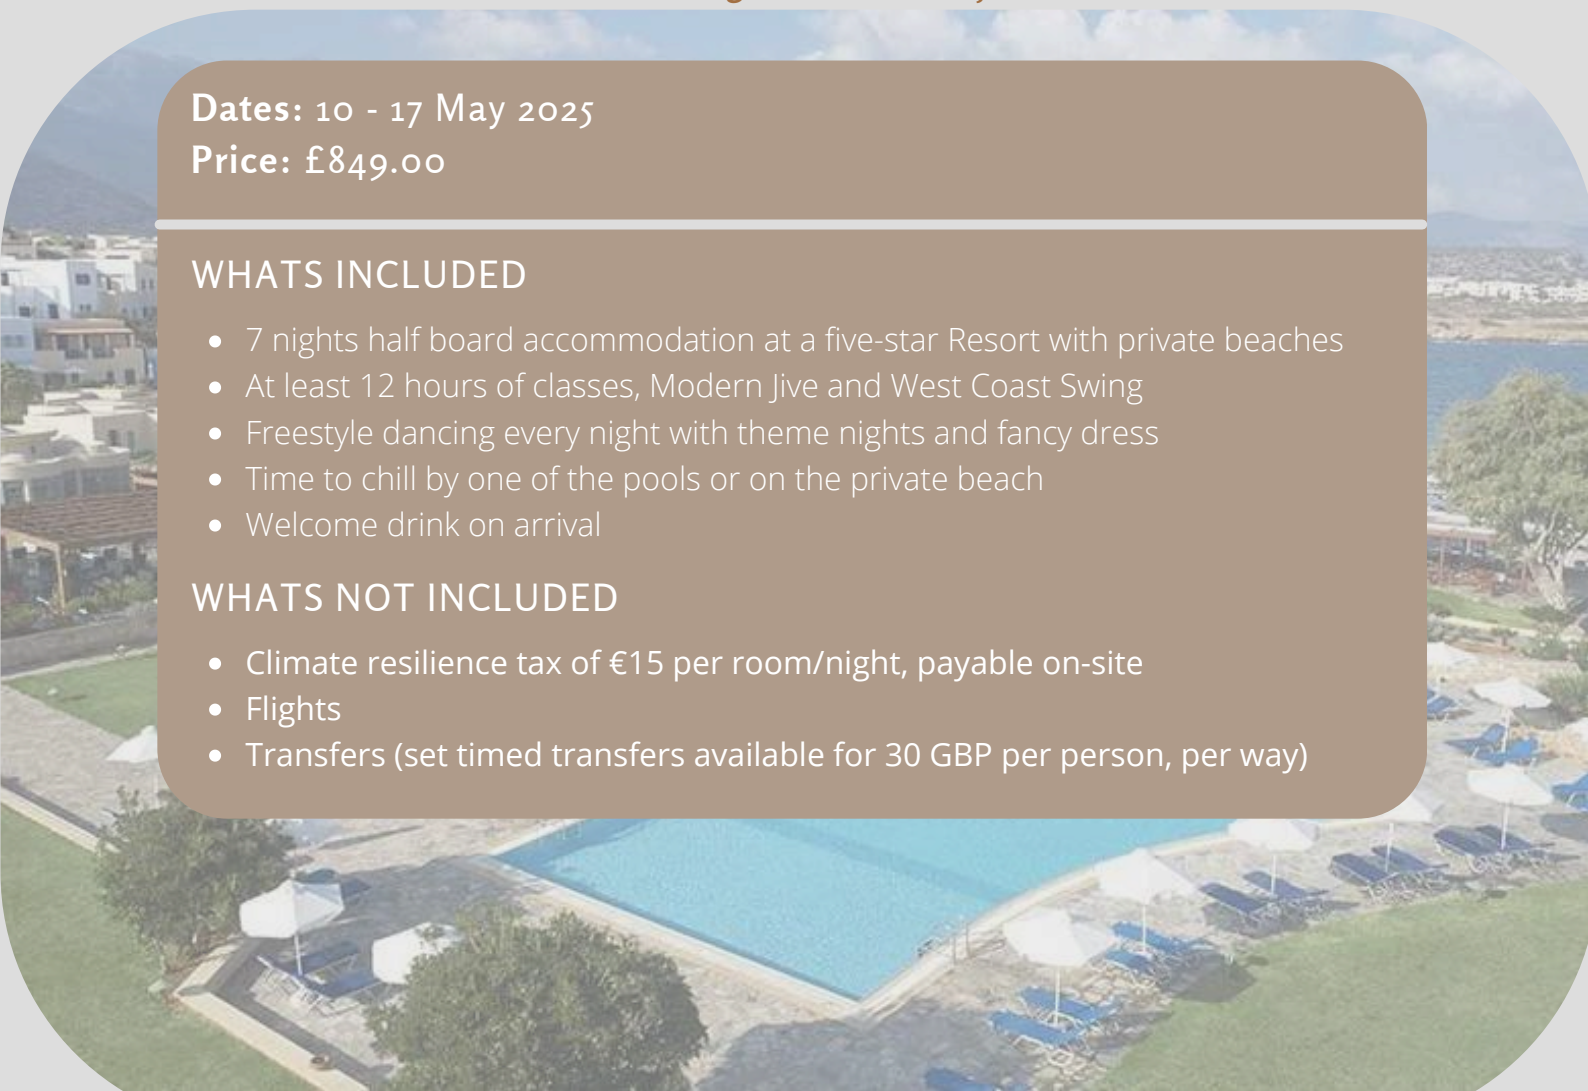 Dates: 10 - 17 May 2025
Price: £849.00
WHATS INCLUDED
• 7 nights half board accommodation at a five-star Resort with private beaches
• At least 12 hours of classes, Modern Jive and West Coast Swing
• Freestyle dancing every night with theme nights and fancy dress
• Time to chill by one of the pools or on the private beach
• Welcome drink on arrival
WHATS NOT INCLUDED
• Climate resilience tax of €15 per room/night, payable on-site
• Flights
• Transfers (set timed transfers available for 30 GBP per person, per way)